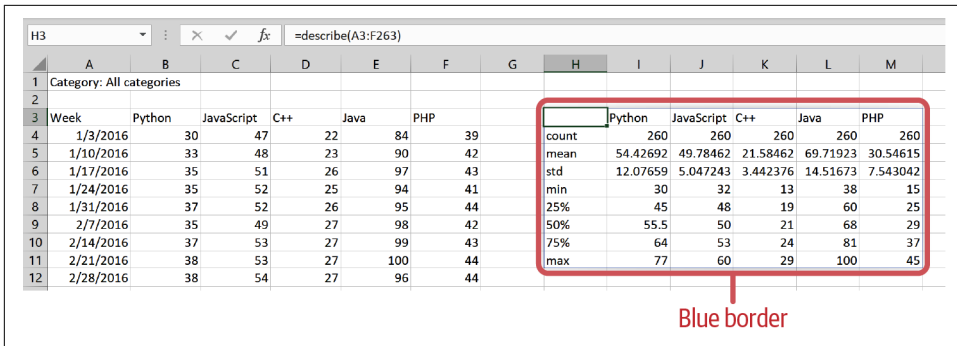 H3 fx =describe(A3:F263)
A B C D E F G H I J K L M
1 Category: All categories
2
3 Week Python JavaScript C++ Java PHP Python JavaScript C++ Java PHP
4 1/3/2016 30 47 22 84 39 count 260 260 260 260 260
5 1/10/2016 33 48 23 90 42 mean 54.42692 49.78462 21.58462 69.71923 30.54615
6 1/17/2016 35 51 26 97 43 std 12.07659 5.047243 3.442376 14.51673 7.543042
7 1/24/2016 35 52 25 94 41 min 30 32 13 38 15
8 1/31/2016 37 52 26 95 44 25% 45 48 19 60 25
9 2/7/2016 35 49 27 98 42 50% 55.5 50 21 68 29
10 2/14/2016 37 53 27 99 43 75% 64 53 24 81 37
11 2/21/2016 38 53 27 100 44 max 77 60 29 100 45
12 2/28/2016 38 54 27 96 44
Blue border